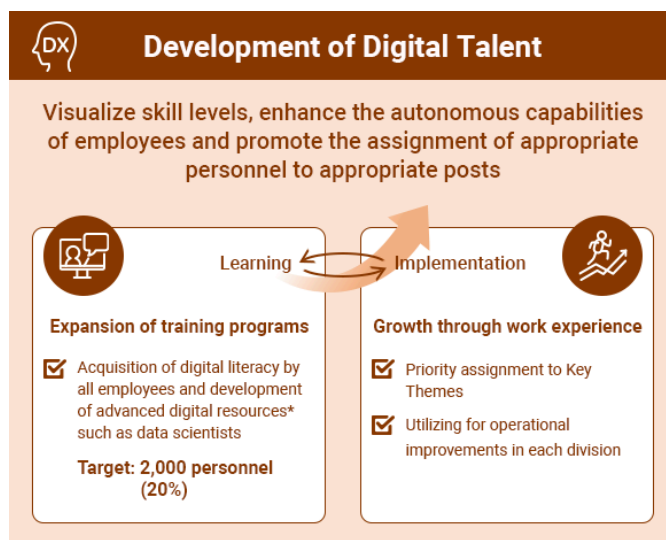 DX
Development of Digital Talent
Visualize skill levels, enhance the autonomous capabilities
of employees and promote the assignment of appropriate
personnel to appropriate posts
Learning
Expansion of training programs
Acquisition of digital literacy by
all employees and development
of advanced digital resources*
such as data scientists
Target: 2,000 personnel
(20%)
Implementation
Growth through work experience
Priority assignment to Key
Themes
Utilizing for operational
improvements in each division